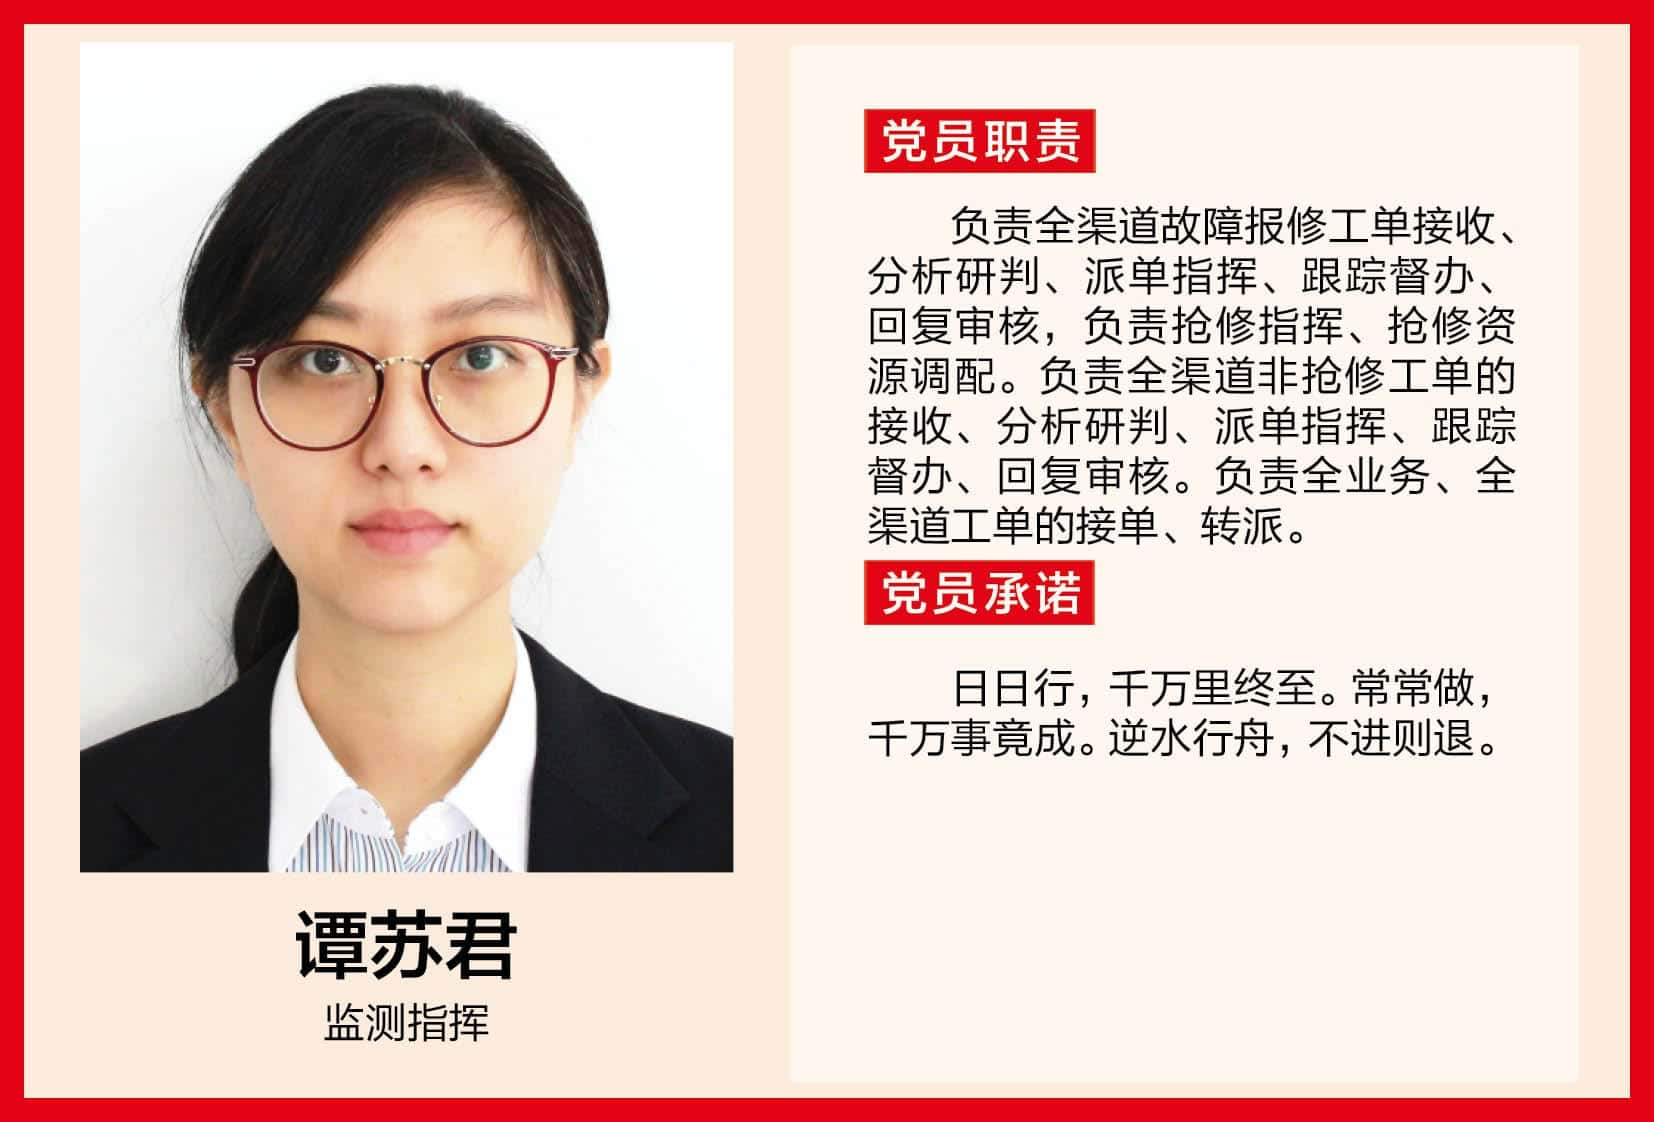 党员职责
负责全渠道故障报修工单接收、
分析研判、派单指挥、跟踪督办、
回复审核，负责抢修指挥、抢修资
源调配。负责全渠道非抢修工单的
接收、分析研判、派单指挥、跟踪
督办、回复审核。负责全业务、全
渠道工单的接单、转派。
党员承诺
日日行，千万里终至。常常做，
千万事竟成。逆水行舟，不进则退。
谭苏君
监测指挥